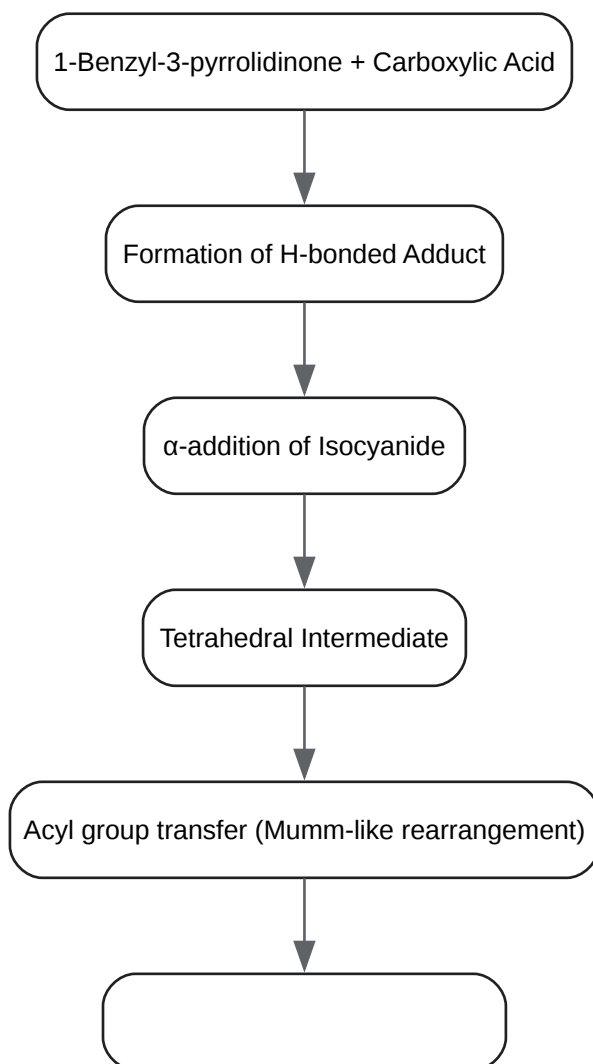 1-Benzyl-3-pyrrolidinone + Carboxylic Acid
Formation of H-bonded Adduct
α-addition of Isocyanide
Tetrahedral Intermediate
Acyl group transfer (Mumm-like rearrangement)